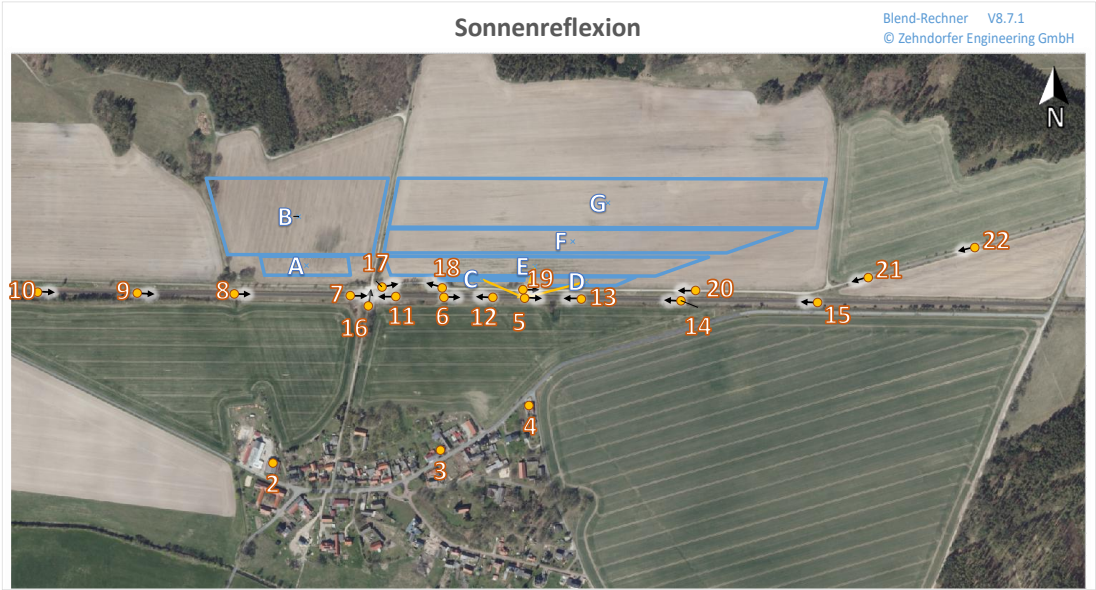 Sonnenreflexion
Blend-Rechner V8.7.1
© Zehndorfer Engineering GmbH
N
G
B
F
22
A
17
18
E
19
21
C
D
20
10
9
8
7
11
6
12
5
13
14
15
16
4
3
2